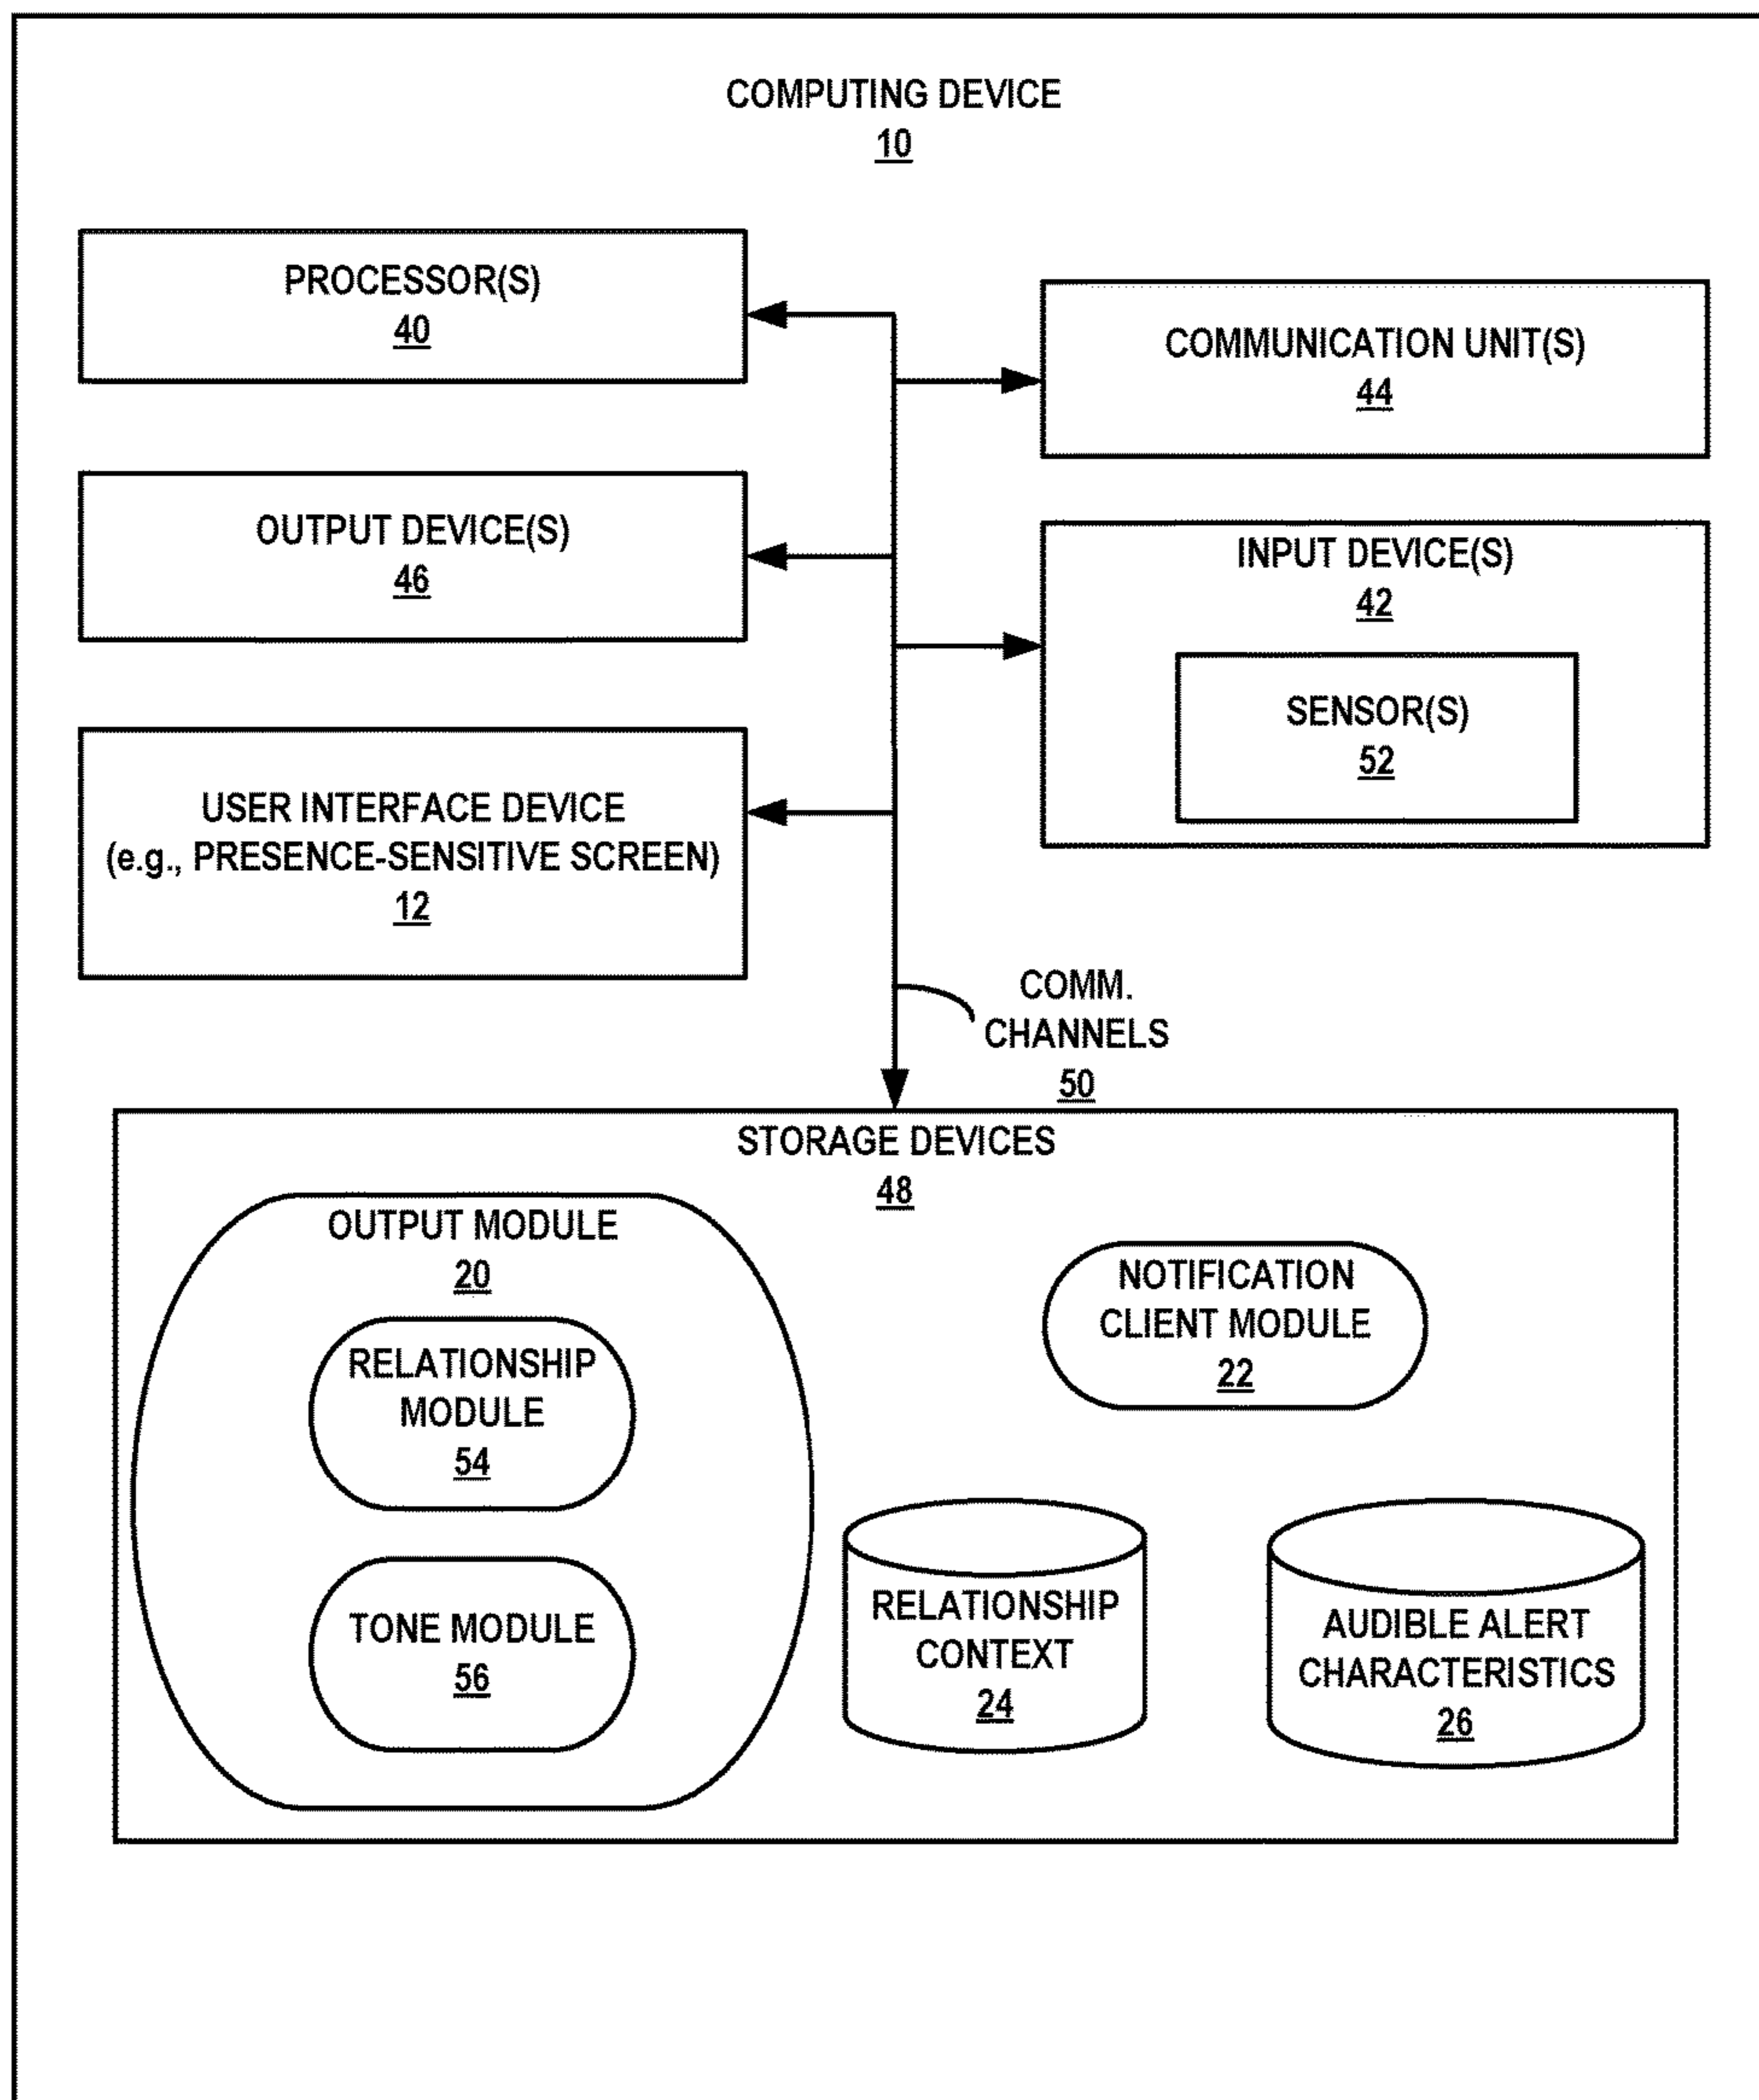 COMPUTING DEVICE
10
PROCESSOR(S)
40
COMMUNICATION UNIT(S)
44
OUTPUT DEVICE(S)
46
INPUT DEVICE(S)
42
SENSOR(S)
52
USER INTERFACE DEVICE
(e.g., PRESENCE-SENSITIVE SCREEN)
12
COMM.
CHANNELS
50
STORAGE DEVICES
48
OUTPUT MODULE
20
RELATIONSHIP
MODULE
54
TONE MODULE
56
NOTIFICATION
CLIENT MODULE
22
RELATIONSHIP
CONTEXT
24
AUDIBLE ALERT
CHARACTERISTICS
26